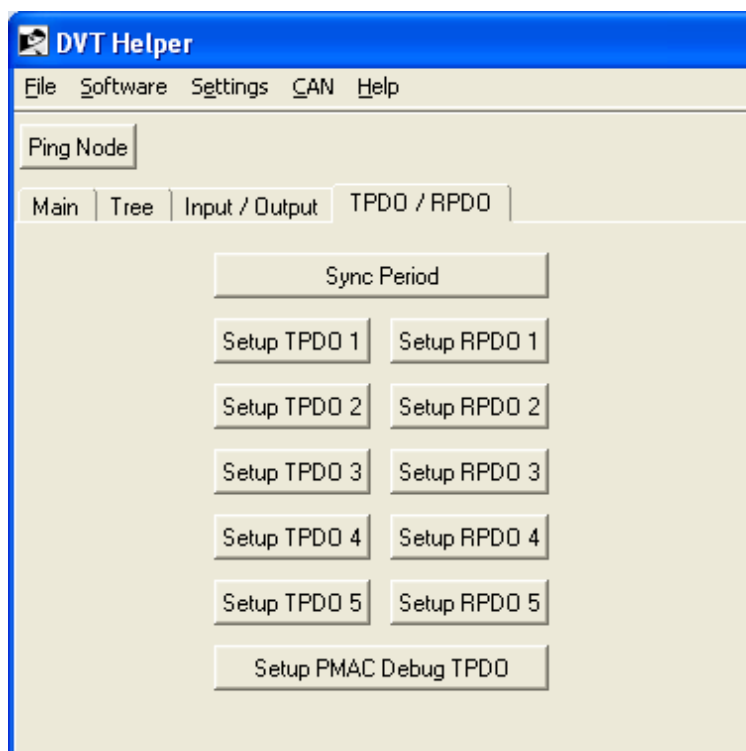 DVT Helper
File Software Settings CAN Help
Ping Node
Main Tree Input / Output TPDO / RPDO
Sync Period
Setup TPDO 1 Setup RPDO 1
Setup TPDO 2 Setup RPDO 2
Setup TPDO 3 Setup RPDO 3
Setup TPDO 4 Setup RPDO 4
Setup TPDO 5 Setup RPDO 5
Setup PMAC Debug TPDO